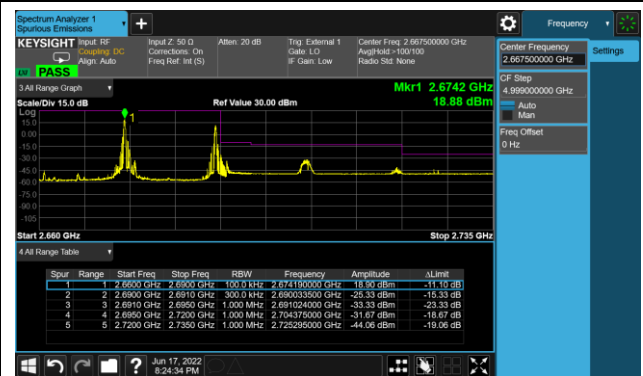 Spectrum Analyzer 1
Spurious Emissions
Frequency
KEYSIGHT
Input: RF
Coupling: DC
Align: Auto
Input Z: 50 Ω
Corrections: On
Freq Ref: Int (S)
Atten: 20 dB
Trig: External 1
Gate: LO
IF Gain: Low
Center Freq: 2.667500000 GHz
Avg|Hold:>100/100
Radio Std: None
PASS
Center Frequency
2.667500000 GHz
Settings
CF Step
4.999000000 GHz
Auto
Man
Freq Offset
0 Hz
3 All Range Graph
Mkr1 2.6742 GHz
Scale/Div 15.0 dB
Ref Value 30.00 dBm
18.88 dBm
Log
1
15.0
0.00
-15.0
-30.0
-45.0
-60.0
-75.0
-90.0
-105
Start 2.660 GHz
Stop 2.735 GHz
4 All Range Table
Spur Range Start Freq Stop Freq RBW Frequency Amplitude ΔLimit
1 1 2.6600 GHz 2.6900 GHz 100.0 kHz 2.674190000 GHz 18.90 dBm -11.10 dB
2 2 2.6900 GHz 2.6910 GHz 300.0 kHz 2.690033500 GHz -25.33 dBm -15.33 dB
3 3 2.6910 GHz 2.6950 GHz 1.000 MHz 2.691024000 GHz -33.33 dBm -23.33 dB
4 4 2.6950 GHz 2.7200 GHz 1.000 MHz 2.704375000 GHz -31.67 dBm -18.67 dB
5 5 2.7200 GHz 2.7350 GHz 1.000 MHz 2.725295000 GHz -44.06 dBm -19.06 dB
Jun 17, 2022
8:24:34 PM